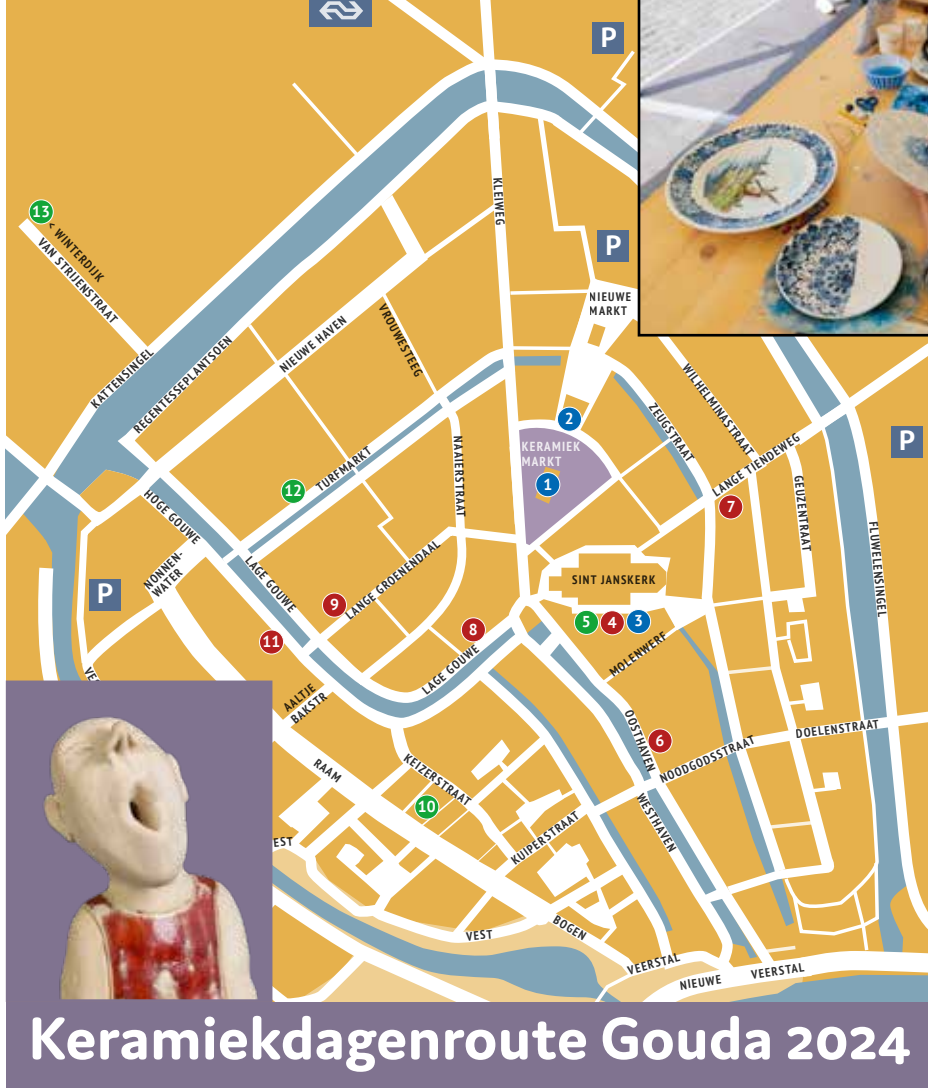 P
KLEIWEG
13
< WINTERDIJK
VAN STRIJENSTRAAT
P
NIEUWE
MARKT
KATTENSINGEL
REGENTESSEPLANTSOEN
NIEUWE HAVEN
VROUWESTEEG
WILHELMINASTRAAT
ZEUGSTRAAT
2
KERAMIEK
MARKT
1
P
LANGE TIENDEWEG
7
NAAIERSTRAAT
TURFMARKT
12
GEUZENTRAAT
HOGE GOUWE
FLUWELENSINGEL
NONNEN-
WATER
LAGE GOUWE
LANGE GROENENDAAL
SINT JANSKERK
P
9
5
4
3
8
11
MOLENWERF
LAGE GOUWE
VE
AALTJE
BAKSTR
OOSTHAVEN
6
DOELENSTRAAT
NOODGODSSTRAAT
RAAM
KEIZERSTRAAT
10
WESTHAVEN
KUIPERSTRAAT
EST
VEST
BOGEN
VEERSTAL
NIEUWE
VEERSTAL
Keramiekdagenroute Gouda 2024